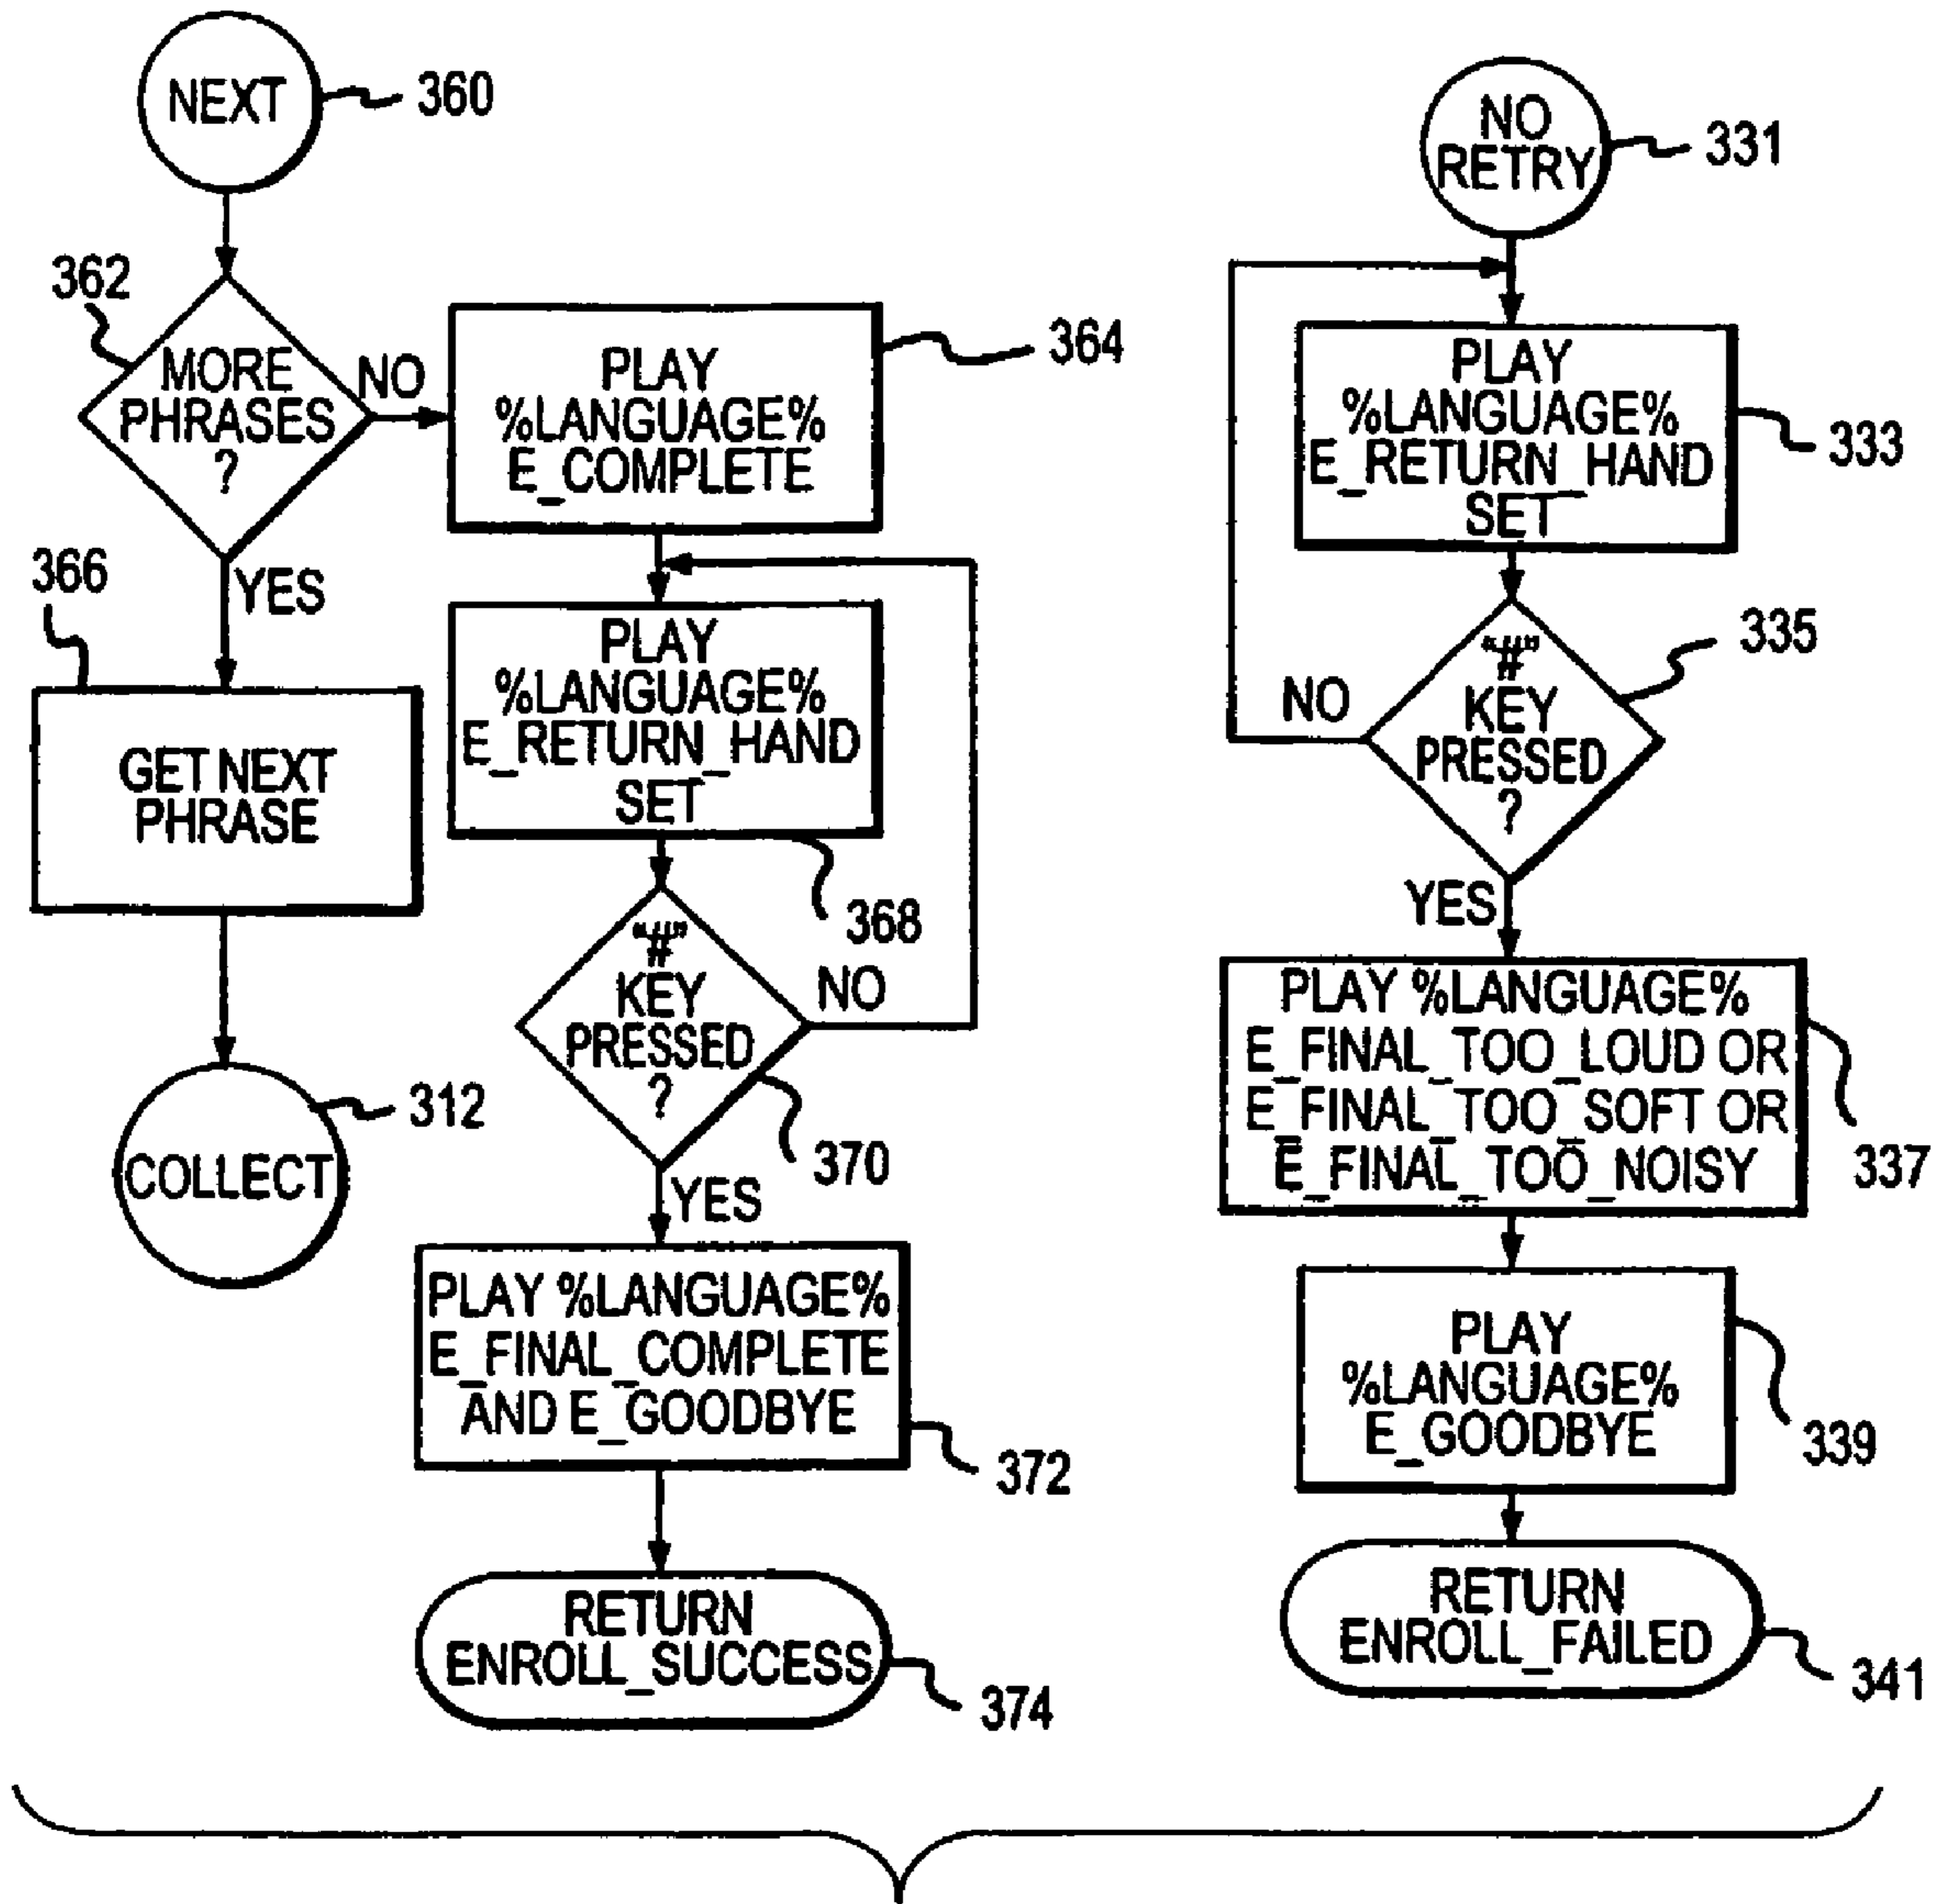 NEXT
360
362
MORE
PHRASES
?
NO
YES
PLAY
%LANGUAGE%
E_COMPLETE
364
366
GET NEXT
PHRASE
312
COLLECT
PLAY
%LANGUAGE%
E_RETURN_HAND
SET
368
"#"
KEY
PRESSED
?
NO
370
YES
PLAY %LANGUAGE%
E_FINAL_COMPLETE
AND E_GOODBYE
372
RETURN
ENROLL_SUCCESS
374
NO
RETRY
331
PLAY
%LANGUAGE%
E_RETURN_HAND
SET
333
"#"
KEY
PRESSED
?
335
NO
YES
PLAY %LANGUAGE%
E_FINAL_TOO_LOUD OR
E_FINAL_TOO_SOFT OR
E_FINAL_TOO_NOISY
337
PLAY
%LANGUAGE%
E_GOODBYE
339
RETURN
ENROLL_FAILED
341